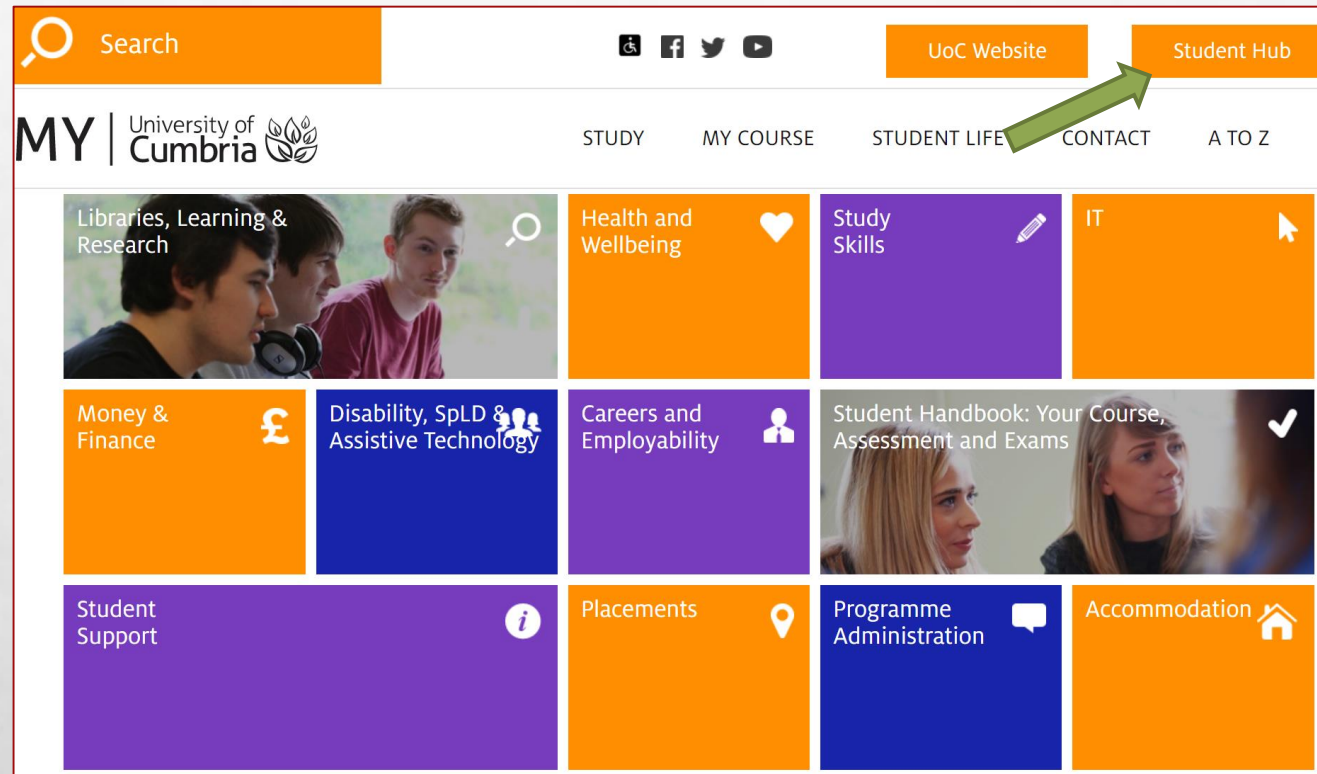 Search
UoC Website
Student Hub
MY
University of
Cumbria
STUDY
MY COURSE
STUDENT LIFE
CONTACT
A TO Z
Libraries, Learning &
Research
Health and
Wellbeing
Study
Skills
IT
Money &
Finance
£
Disability, SpLD &
Assistive Technology
Careers and
Employability
Student Handbook: Your Course,
Assessment and Exams
Student
Support
i
Placements
Programme
Administration
Accommodation